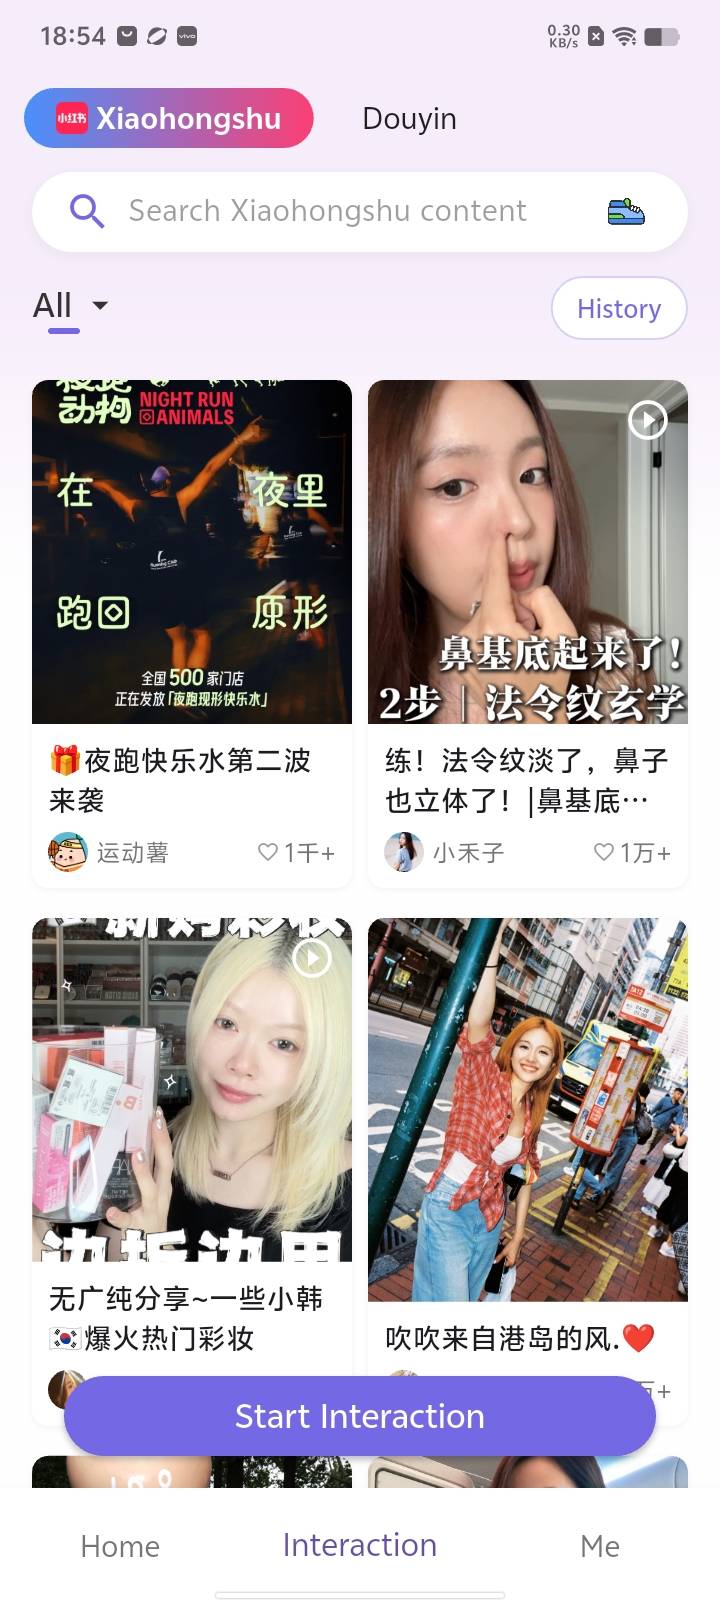 18:54
vivo
0.30
KB/s
小红书 Xiaohongshu
Douyin
Search Xiaohongshu content
All
History
夜跑
动物
NIGHT RUN
ANIMALS
在 夜里
跑回 原形
全国500家门店
正在发放「夜跑现形快乐水」
🎁夜跑快乐水第二波
来袭
运动薯
♡ 1千+
鼻基底起来了!
2步 | 法令纹玄学
练！法令纹淡了，鼻子
也立体了！|鼻基底…
小禾子
♡ 1万+
无广纯分享~一些小韩
🇰🇷爆火热门彩妆
吹吹来自港岛的风.❤️
万+
Start Interaction
Home
Interaction
Me